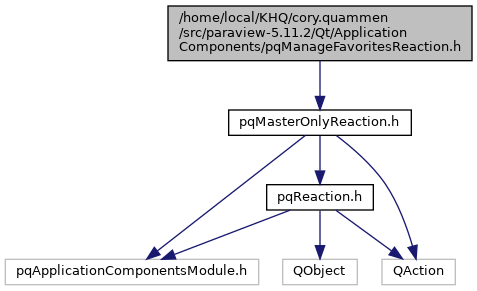 /home/local/KHQ/cory.quammen
/src/paraview-5.11.2/Qt/Application
Components/pqManageFavoritesReaction.h
pqMasterOnlyReaction.h
pqReaction.h
pqApplicationComponentsModule.h
QObject
QAction